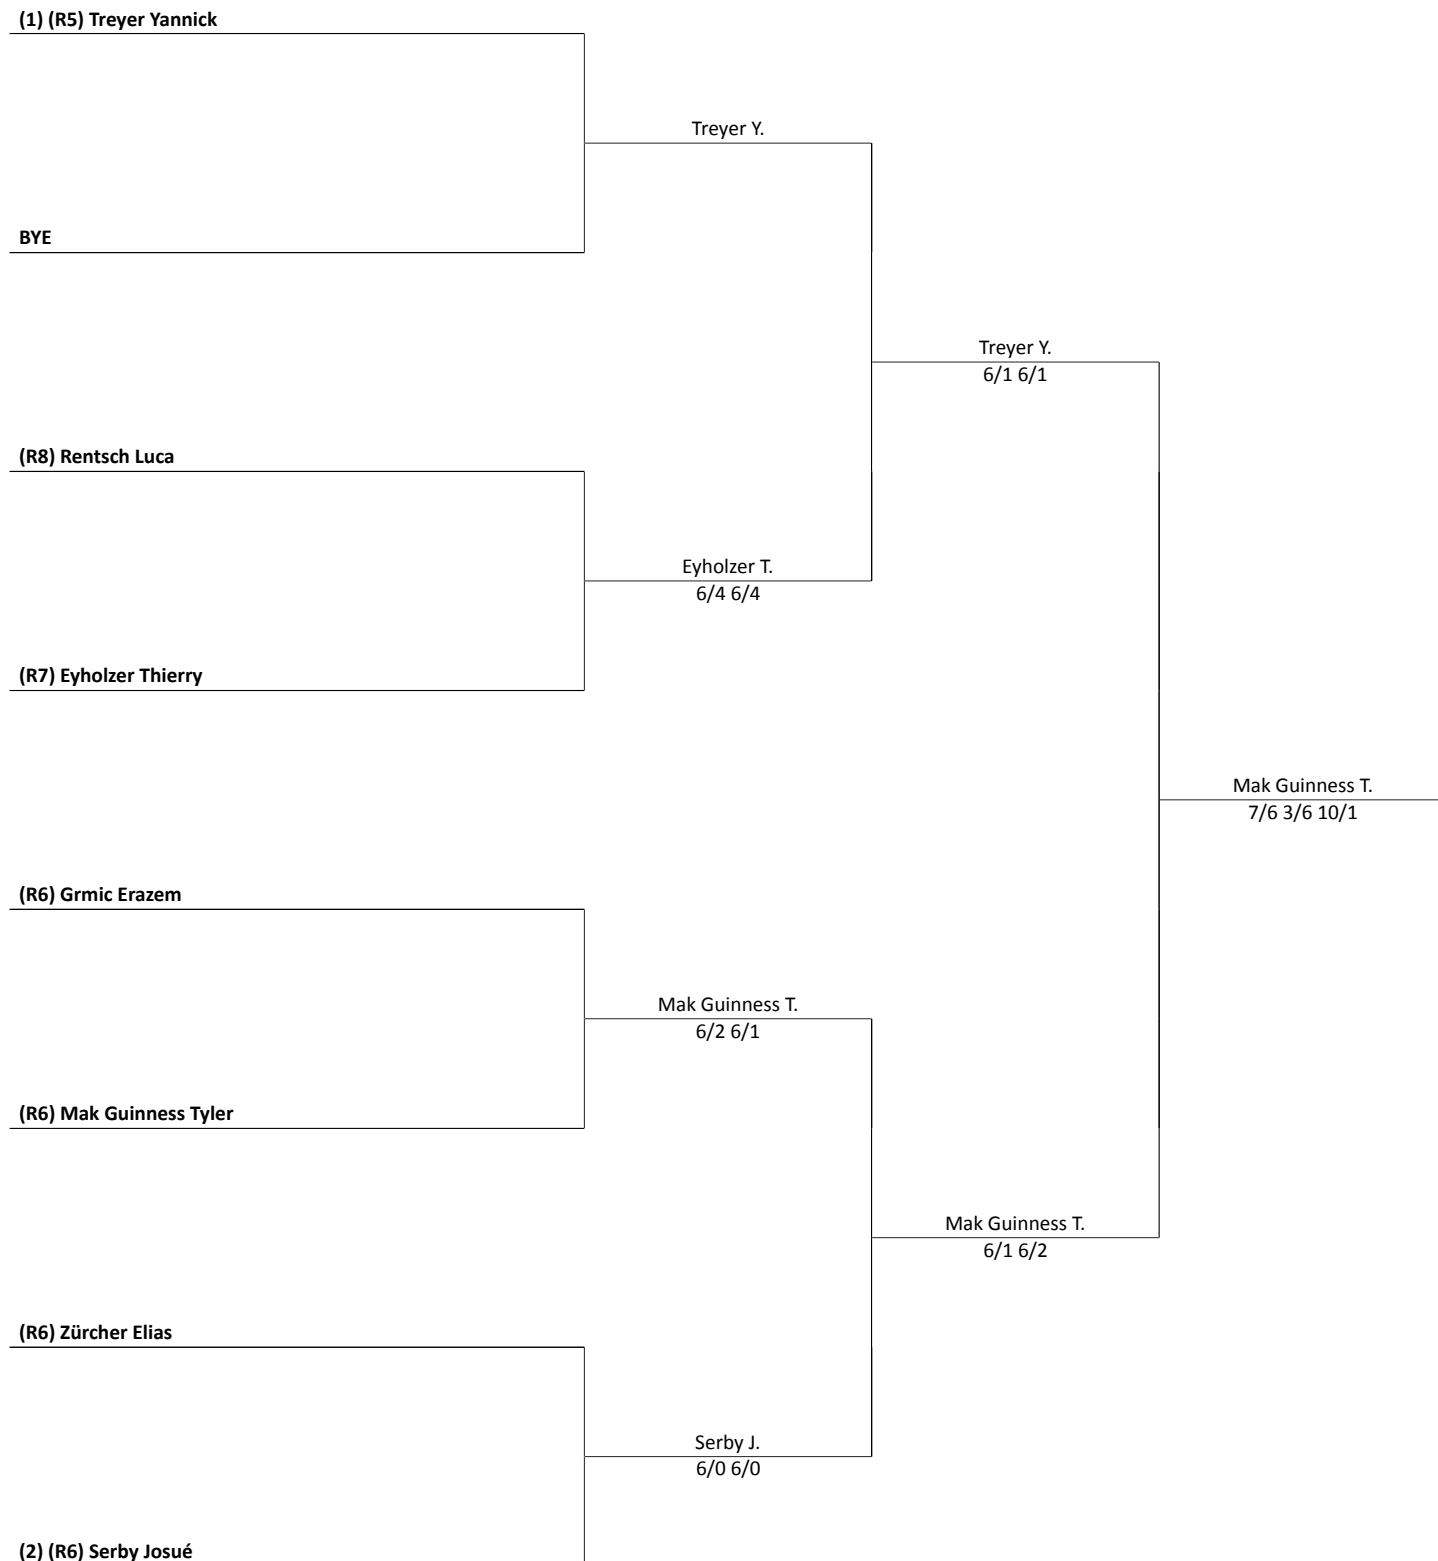 (1) (R5) Treyer Yannick
Treyer Y.
BYE
Treyer Y.
6/1 6/1
(R8) Rentsch Luca
Eyholzer T.
6/4 6/4
(R7) Eyholzer Thierry
Mak Guinness T.
7/6 3/6 10/1
(R6) Grmic Erazem
Mak Guinness T.
6/2 6/1
(R6) Mak Guinness Tyler
Mak Guinness T.
6/1 6/2
(R6) Zürcher Elias
Serby J.
6/0 6/0
(2) (R6) Serby Josué